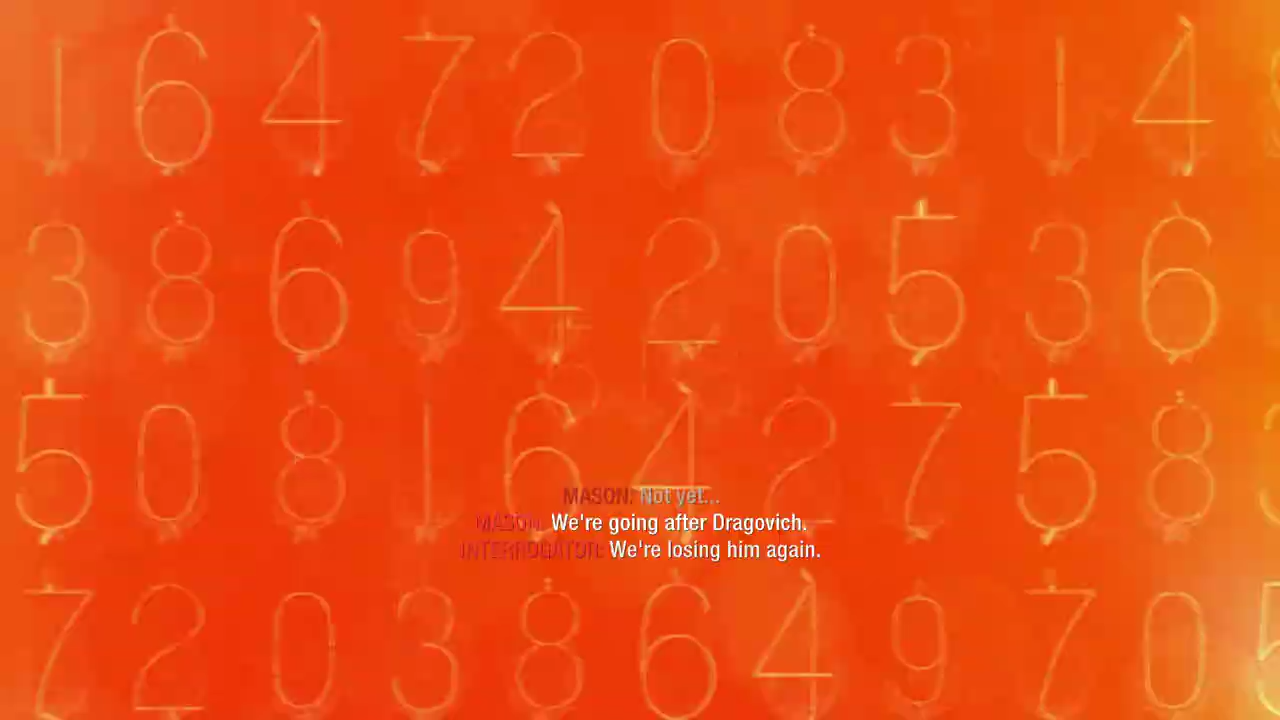 1 6 4 7 2 0 8 3 1 4
3 8 6 9 4 2 0 5 3 6
5 0 8 1 6 4 2 7 5 8
MASON: Not yet...
MASON: We're going after Dragovich.
INTERROGATOR: We're losing him again.
7 2 0 3 8 6 4 9 7 0 5